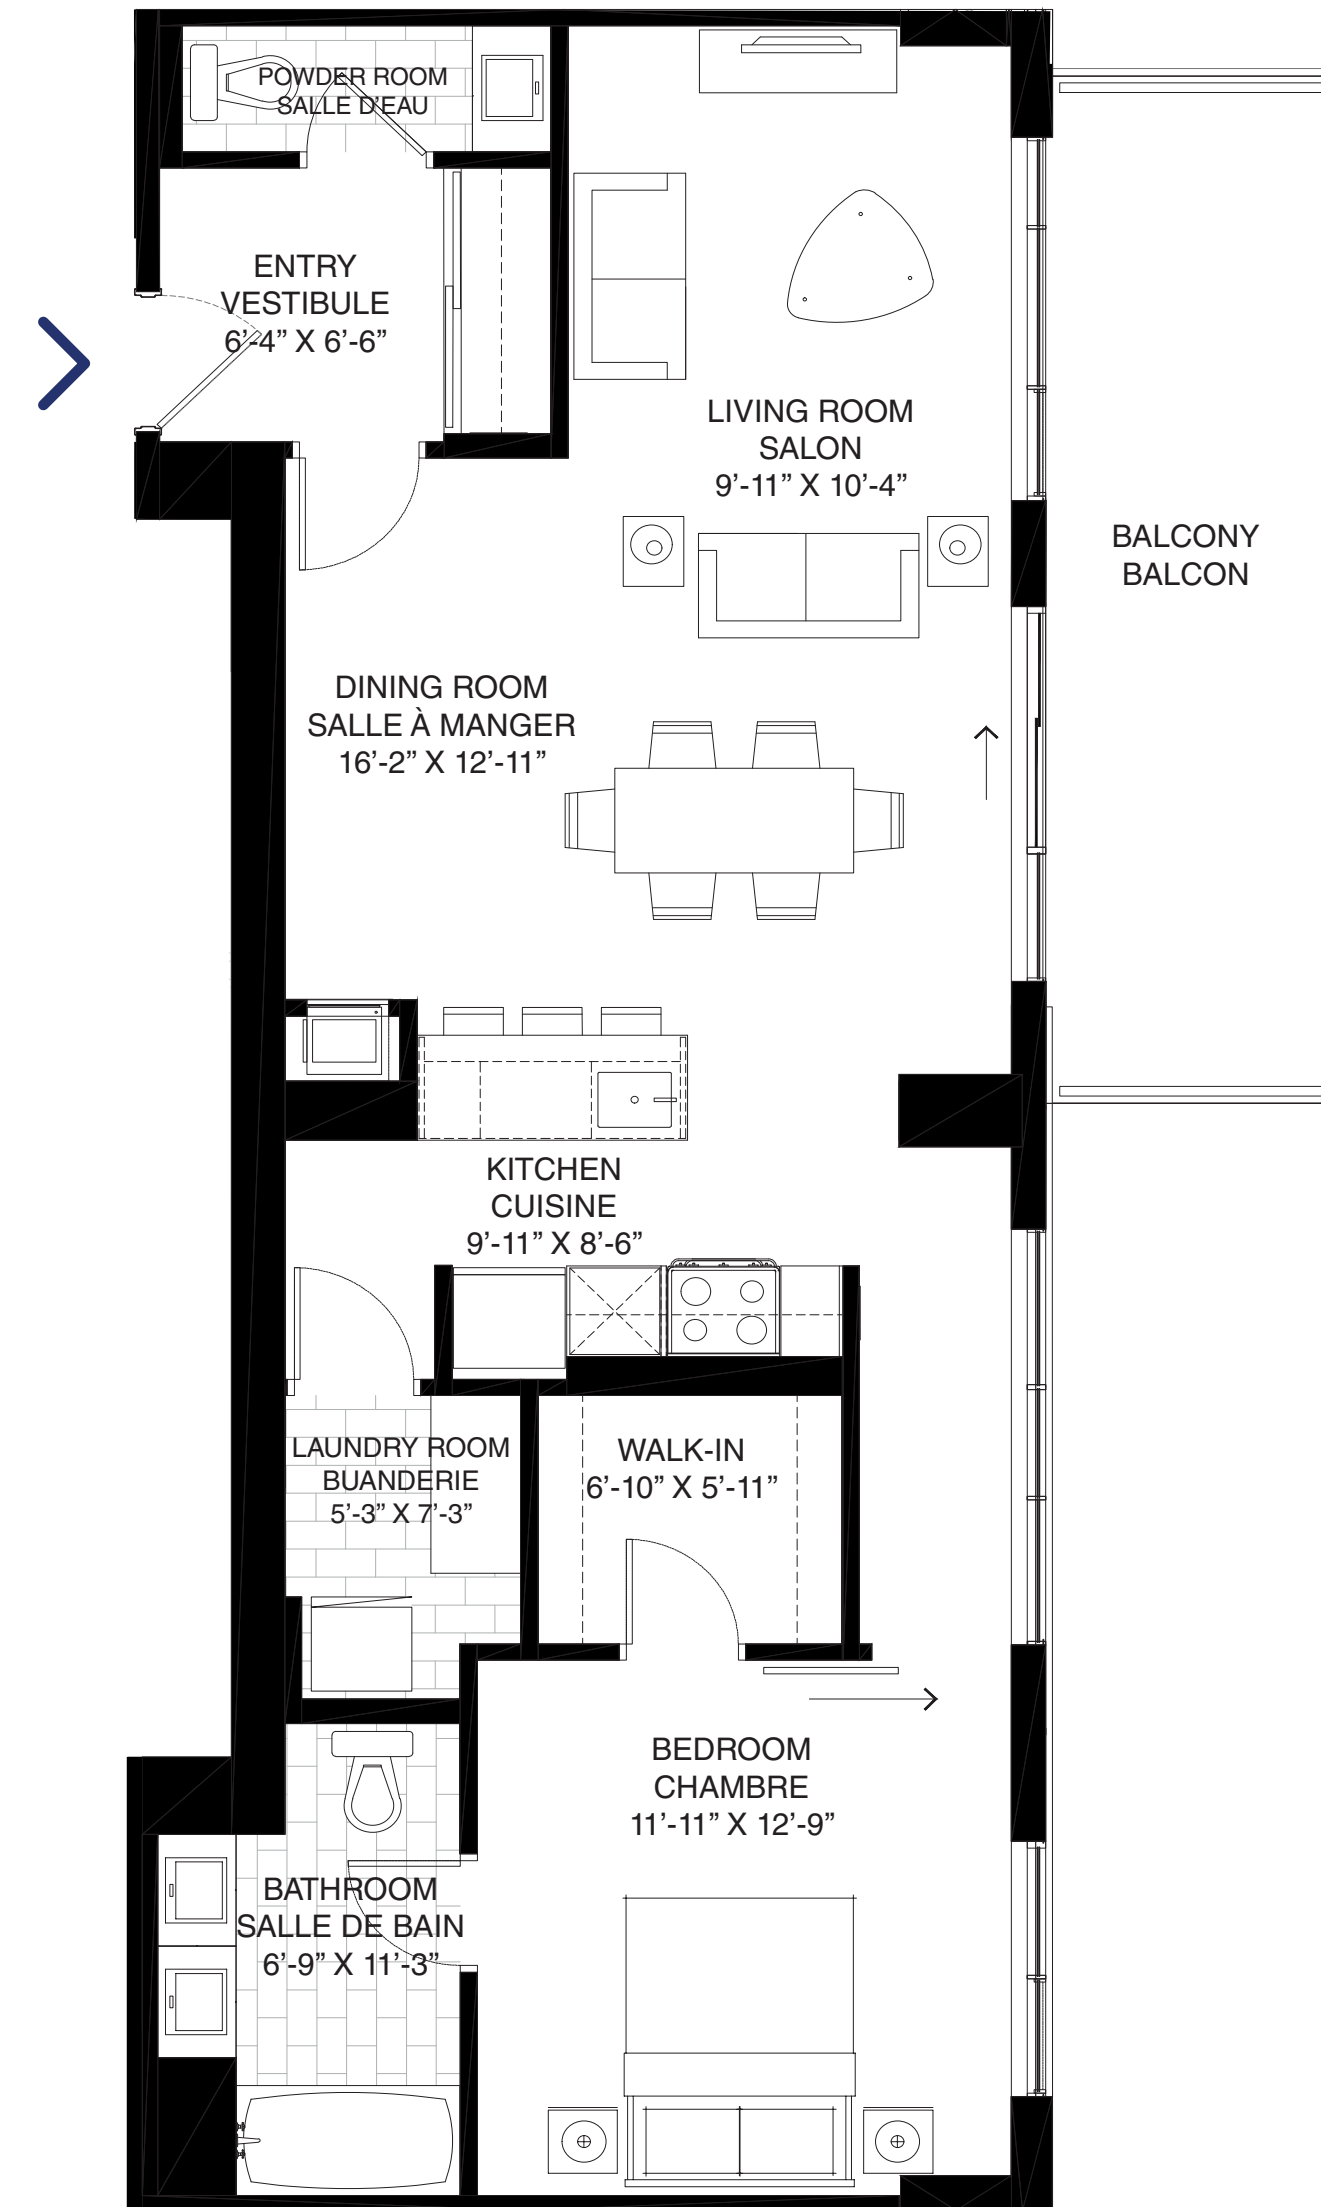 POWDER ROOM
SALLE D'EAU
ENTRY
VESTIBULE
6'-4” X 6'-6”
LIVING ROOM
SALON
9'-11” X 10'-4”
BALCONY
BALCON
DINING ROOM
SALLE À MANGER
16'-2” X 12'-11”
KITCHEN
CUISINE
9'-11” X 8'-6”
LAUNDRY ROOM
BUANDERIE
5'-3” X 7'-3”
WALK-IN
6'-10” X 5'-11”
BEDROOM
CHAMBRE
11'-11” X 12'-9”
BATHROOM
SALLE DE BAIN
6'-9” X 11'-3”